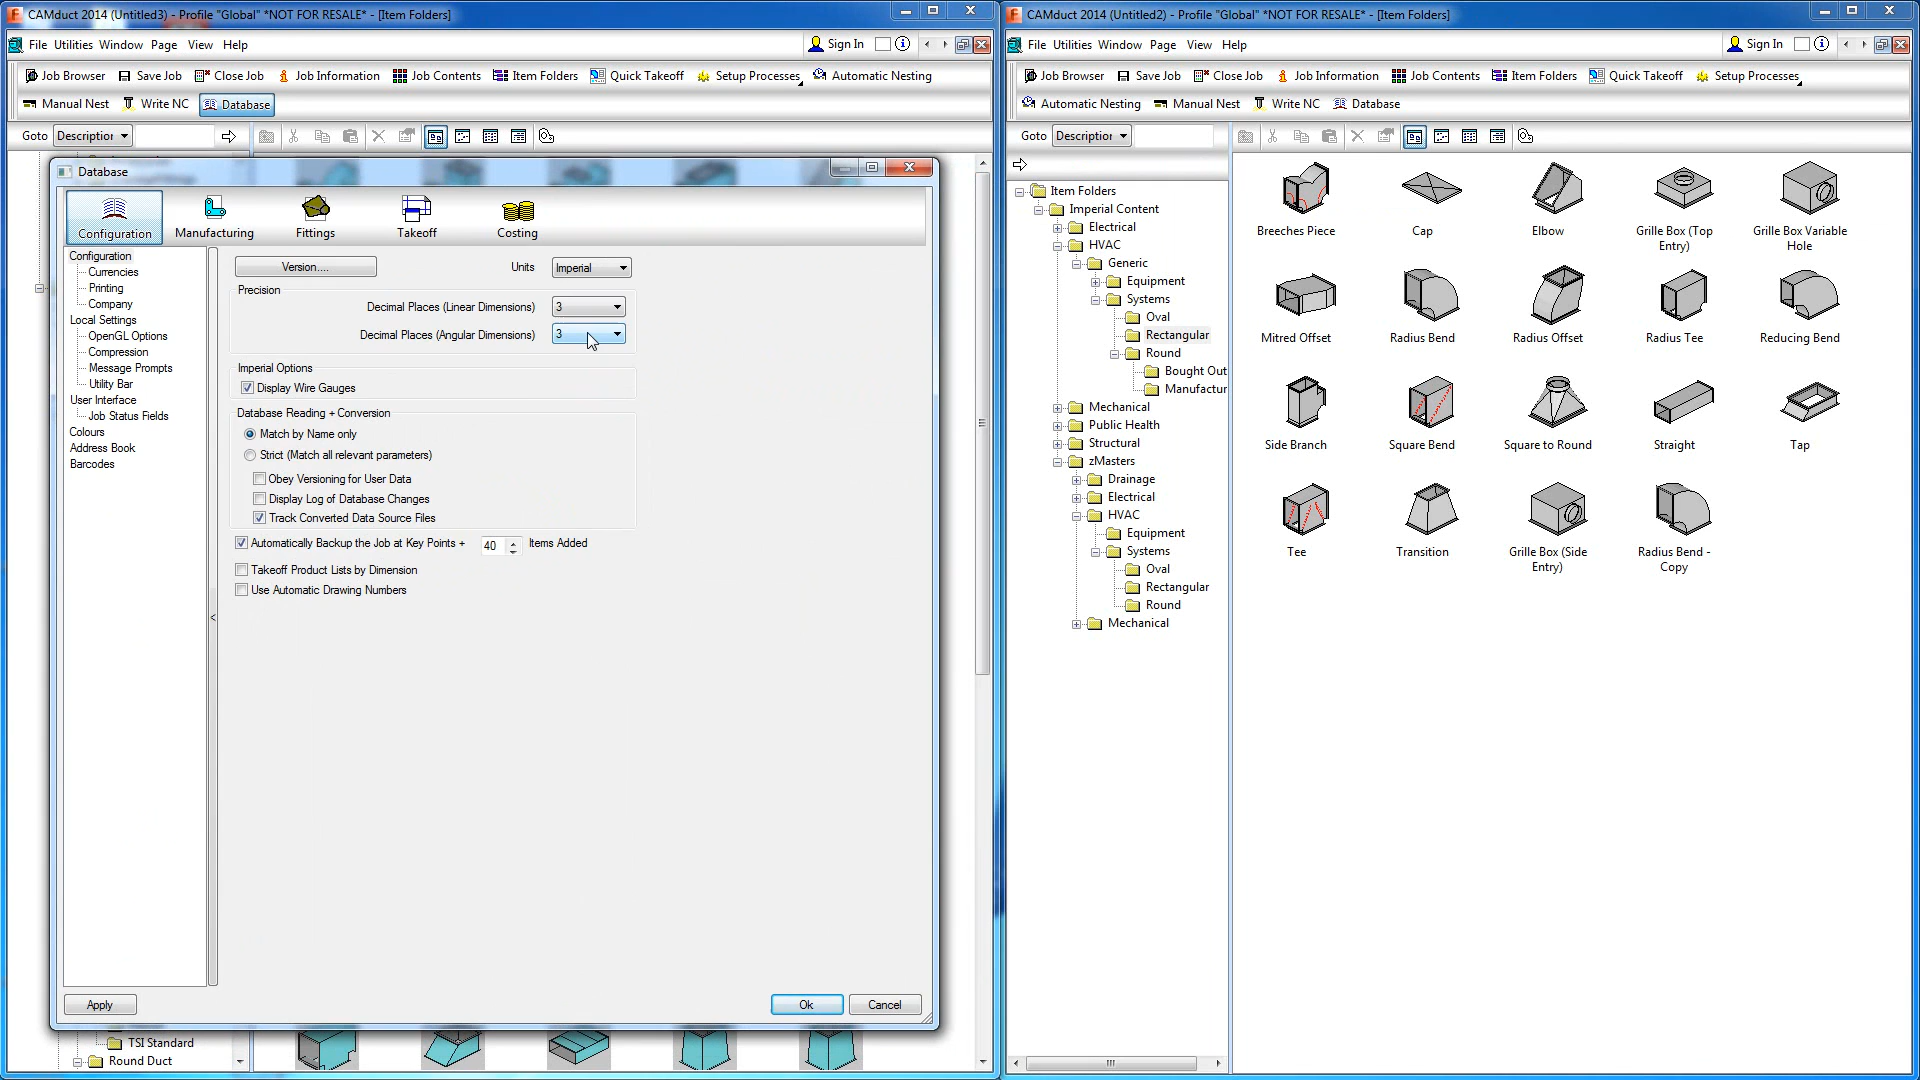 CAMduct 2014 (Untitled3) - Profile "Global" *NOT FOR RESALE* - [Item Folders]
File Utilities Window Page View Help
Sign In
Job Browser Save Job Close Job Job Information Job Contents Item Folders Quick Takeoff Setup Processes Automatic Nesting
Manual Nest Write NC Database
Goto Description
Database
Configuration Manufacturing Fittings Takeoff Costing
Configuration
Currencies
Printing
Company
Local Settings
OpenGL Options
Compression
Message Prompts
Utility Bar
User Interface
Job Status Fields
Colours
Address Book
Barcodes
Version.... Units Imperial
Precision
Decimal Places (Linear Dimensions) 3
Decimal Places (Angular Dimensions) 3
Imperial Options
Display Wire Gauges
Database Reading + Conversion
Match by Name only
Strict (Match all relevant parameters)
Obey Versioning for User Data
Display Log of Database Changes
Track Converted Data Source Files
Automatically Backup the Job at Key Points + 40 Items Added
Takeoff Product Lists by Dimension
Use Automatic Drawing Numbers
<
Apply Ok Cancel
TSI Standard
Round Duct
CAMduct 2014 (Untitled2) - Profile "Global" *NOT FOR RESALE* - [Item Folders]
File Utilities Window Page View Help
Sign In
Job Browser Save Job Close Job Job Information Job Contents Item Folders Quick Takeoff Setup Processes
Automatic Nesting Manual Nest Write NC Database
Goto Description
Item Folders
Imperial Content
Electrical
HVAC
Generic
Equipment
Systems
Oval
Rectangular
Round
Bought Out
Manufactur
Mechanical
Public Health
Structural
zMasters
Drainage
Electrical
HVAC
Equipment
Systems
Oval
Rectangular
Round
Mechanical
Breeches Piece Cap Elbow Grille Box (Top Entry) Grille Box Variable Hole
Mitred Offset Radius Bend Radius Offset Radius Tee Reducing Bend
Side Branch Square Bend Square to Round Straight Tap
Tee Transition Grille Box (Side Entry) Radius Bend - Copy